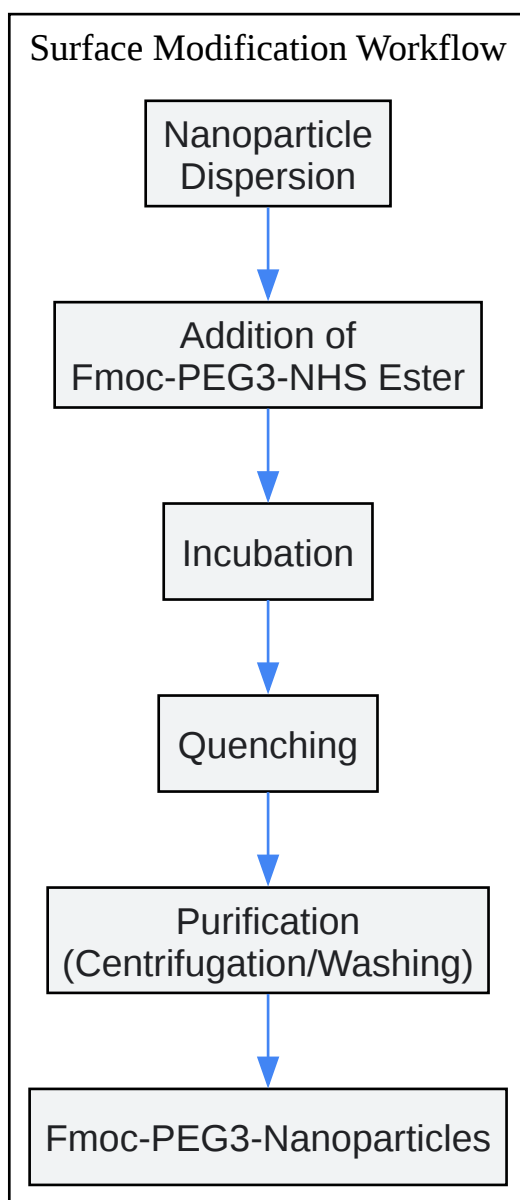 Surface Modification Workflow
Nanoparticle
Dispersion
Addition of
Fmoc-PEG3-NHS Ester
Incubation
Quenching
Purification
(Centrifugation/Washing)
Fmoc-PEG3-Nanoparticles